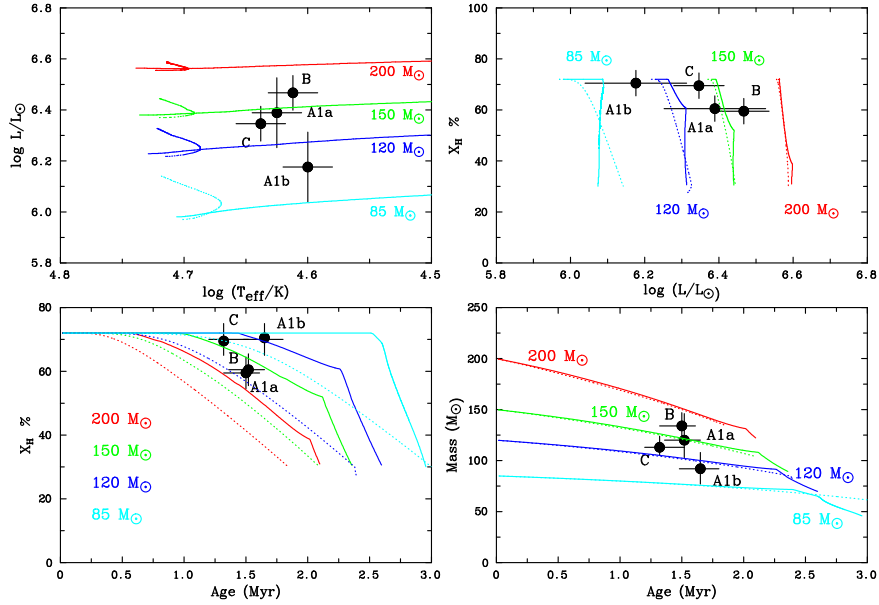 6.8
6.6
6.4
6.2
6.0
5.8
log L/L⊙
200 M⊙
B
A1a
150 M⊙
C
120 M⊙
A1b
85 M⊙
4.8
4.7
4.6
4.5
log (Teff/K)
100
80
60
40
20
0
XH %
85 M⊙
150 M⊙
C
B
A1b
A1a
120 M⊙
200 M⊙
5.8
6.0
6.2
6.4
6.6
6.8
log (L/L⊙)
80
60
40
20
0
XH %
C
A1b
B
A1a
200 M⊙
150 M⊙
120 M⊙
85 M⊙
0
0.5
1.0
1.5
2.0
2.5
3.0
Age (Myr)
250
200
150
100
50
0
Mass (M⊙)
200 M⊙
150 M⊙
B
A1a
C
A1b
120 M⊙
85 M⊙
0
0.5
1.0
1.5
2.0
2.5
3.0
Age (Myr)